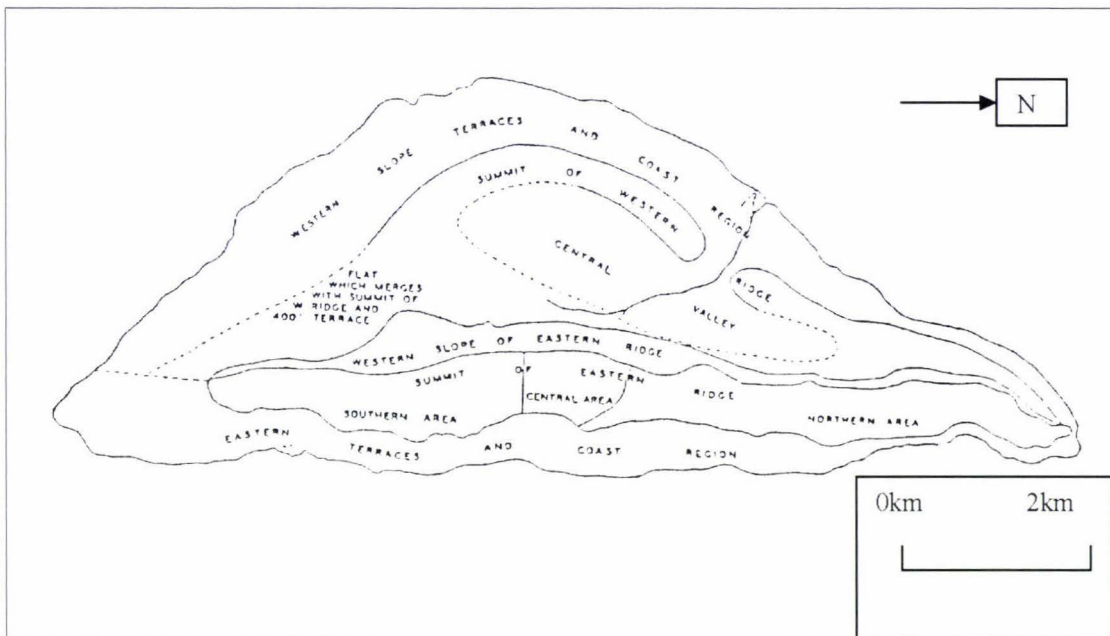 N
WESTERN SLOPE TERRACES AND COAST REGION
SUMMIT OF WESTERN RIDGE
CENTRAL VALLEY
FLAT
WHICH MERGES
WITH SUMMIT OF
W RIDGE AND
400' TERRACE
WESTERN SLOPE OF EASTERN RIDGE
SUMMIT OF EASTERN RIDGE
CENTRAL AREA
SOUTHERN AREA
NORTHERN AREA
EASTERN TERRACES AND COAST REGION
0km 2km